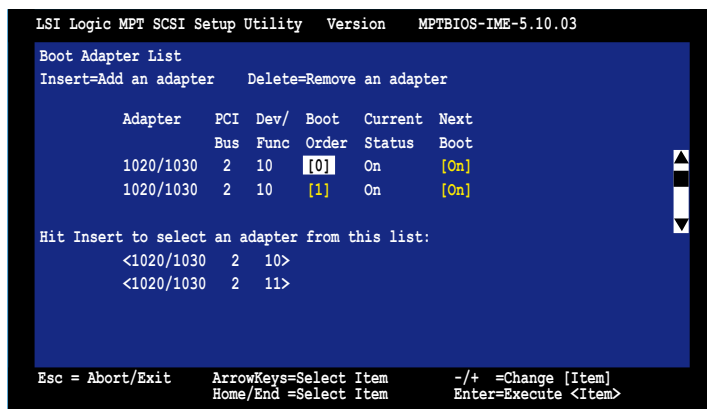 LSI Logic MPT SCSI Setup Utility Version MPTBIOS-IME-5.10.03
Boot Adapter List
Insert=Add an adapter Delete=Remove an adapter
Adapter PCI Dev/ Boot Current Next
Bus Func Order Status Boot
1020/1030 2 10 [0] On [On]
1020/1030 2 10 [1] On [On]
Hit Insert to select an adapter from this list:
<1020/1030 2 10>
<1020/1030 2 11>
Esc = Abort/Exit ArrowKeys=Select Item -/+ =Change [Item]
Home/End =Select Item Enter=Execute <Item>